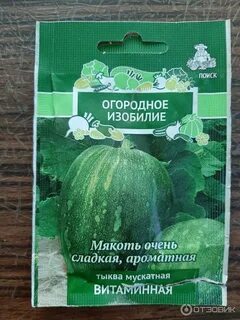 ПОИСК
ОГОРОДНОЕ
ИЗОБИЛИЕ
Мякоть очень
сладкая, ароматная
ТЫКВА МУСКАТНАЯ
ВИТАМИННАЯ
ОТЗОВИК